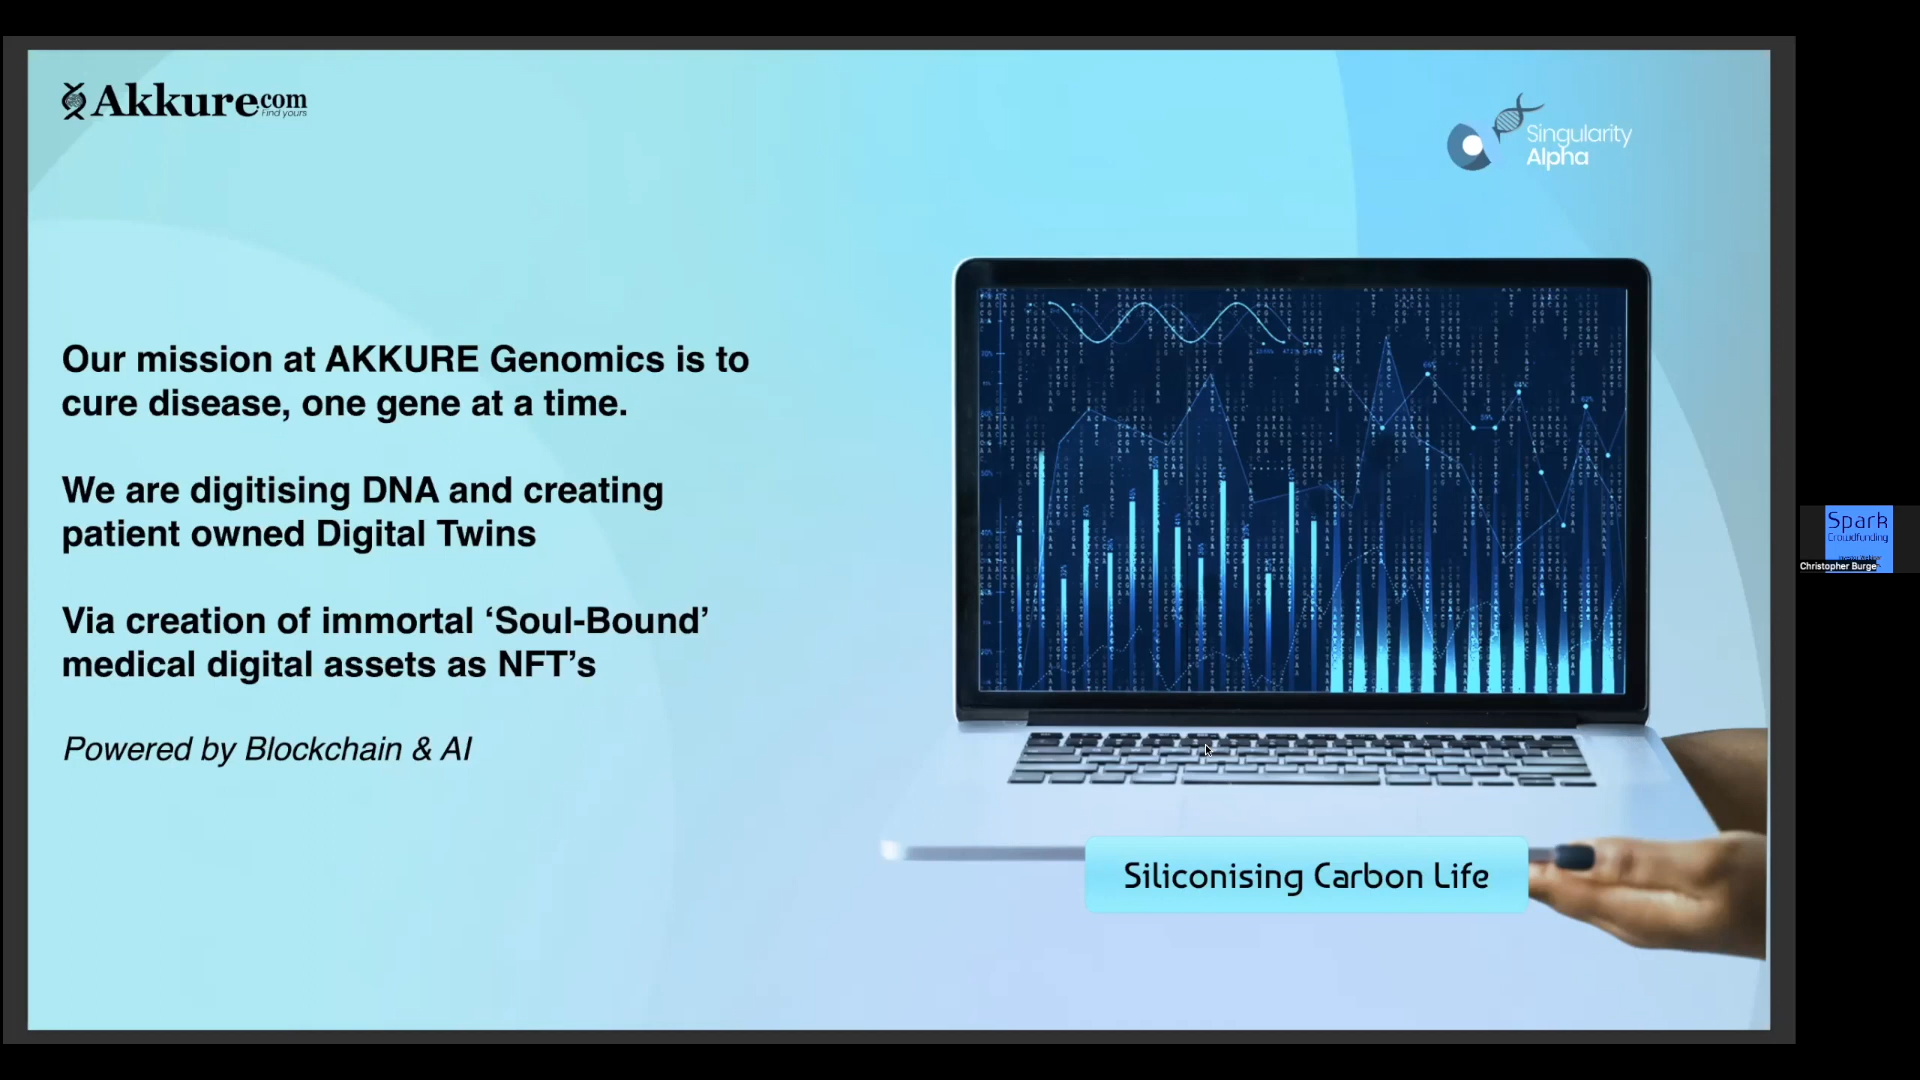 Akkure.com
Find yours
Singularity
Alpha
Our mission at AKKURE Genomics is to
cure disease, one gene at a time.
We are digitising DNA and creating
patient owned Digital Twins
Via creation of immortal ‘Soul-Bound’
medical digital assets as NFT’s
Powered by Blockchain & AI
Siliconising Carbon Life
Spark
Crowdfunding
Christopher Burge